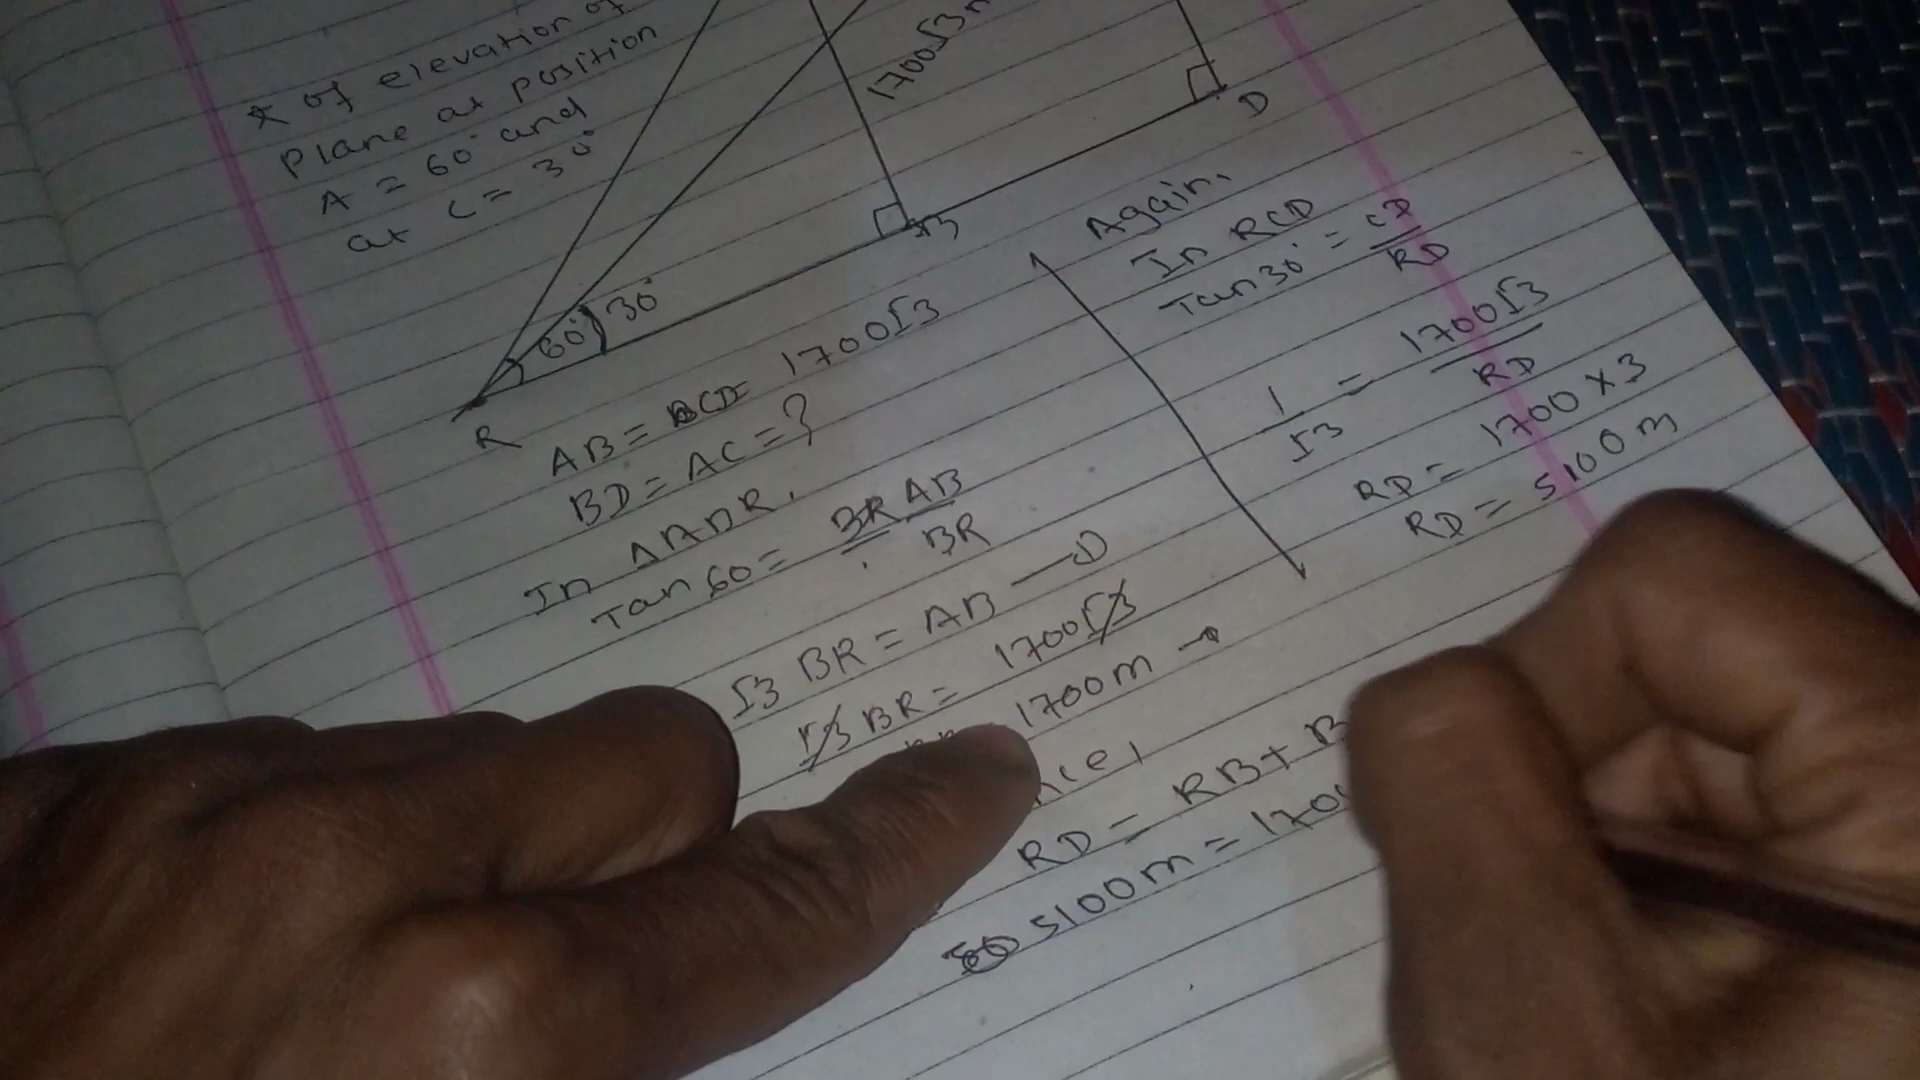 ∡ of elevation of
plane at position
A = 60° and
at C = 30°
1700√3 m
D
B
60° 30°
R
AB = CD = 1700√3
BD = AC = ?
In ΔABR,
Tan 60 = AB
BR
√3 BR = AB — ①
√3 BR = 1700√3
1700m
RD = RB + B
5100m = 170
Again,
In RCD
Tan 30° = CD
RD
1 = 1700√3
√3 RD
RD = 1700 × 3
RD = 5100 m